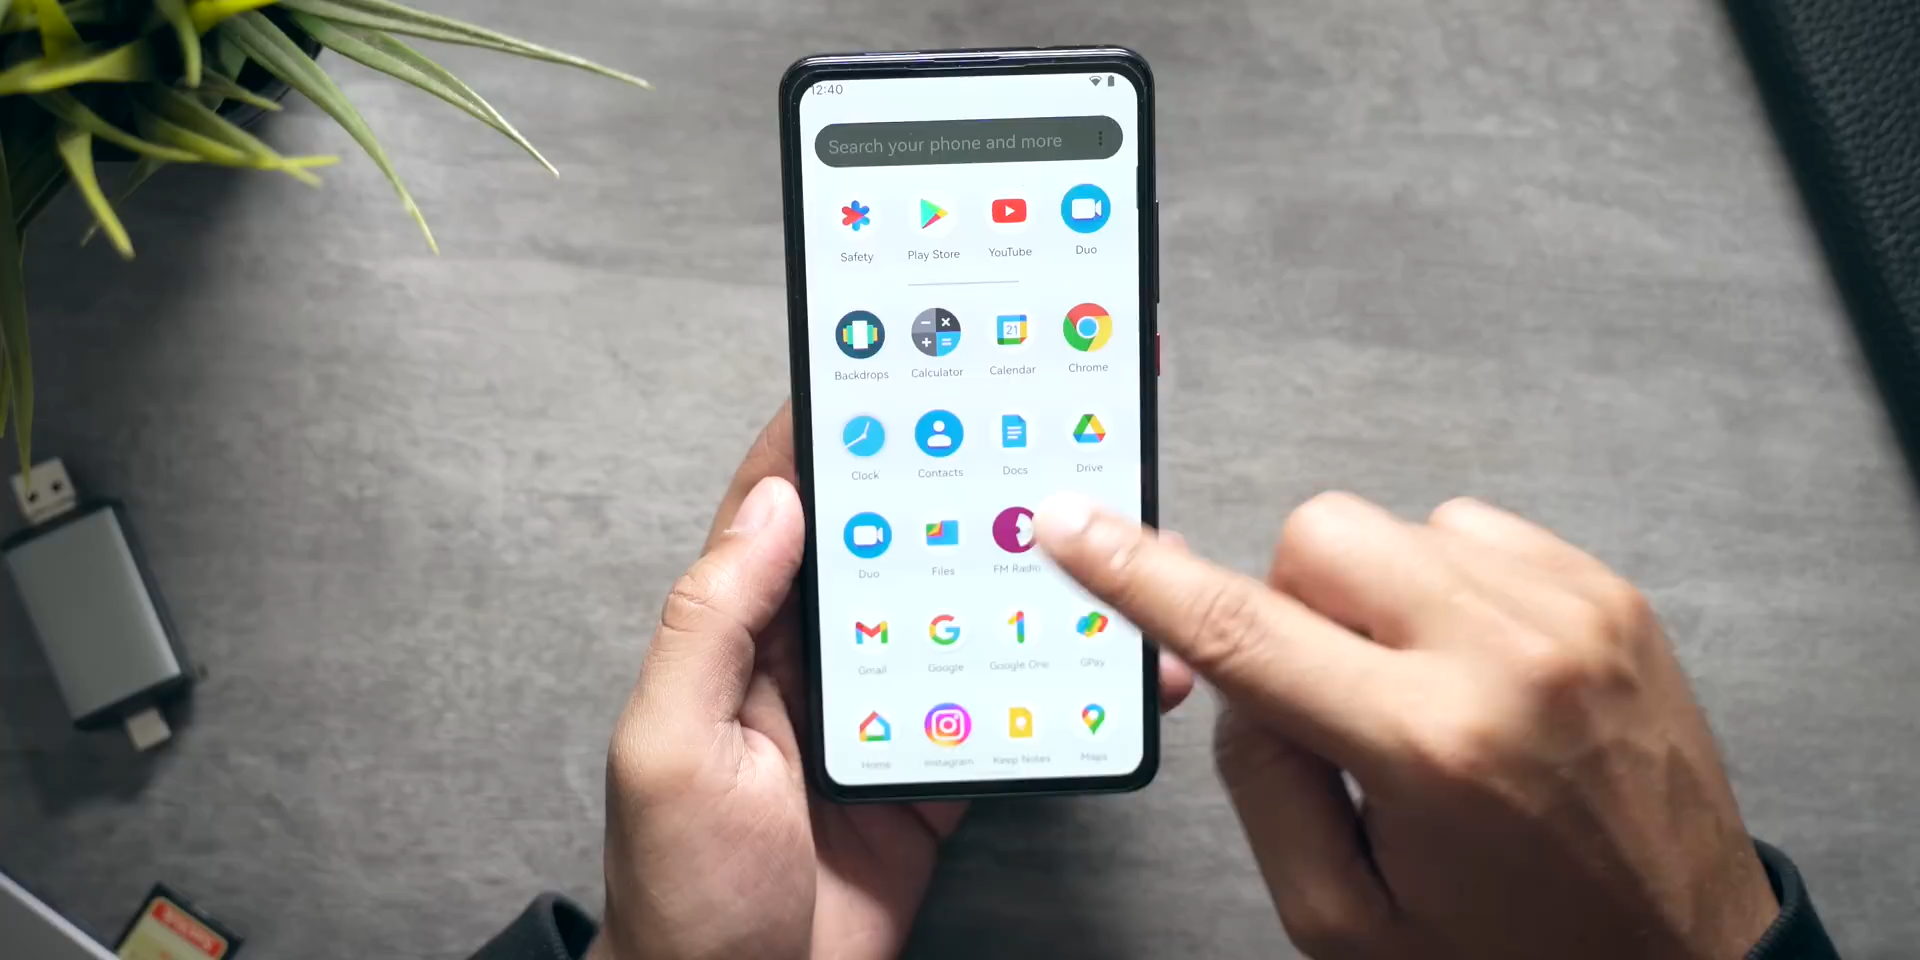 12:40
Search your phone and more
Safety Play Store YouTube Duo
Backdrops Calculator Calendar Chrome
21
Clock Contacts Docs Drive
Duo Files FM Radio
Gmail Google Google One GPay
Home Instagram Keep Notes Maps